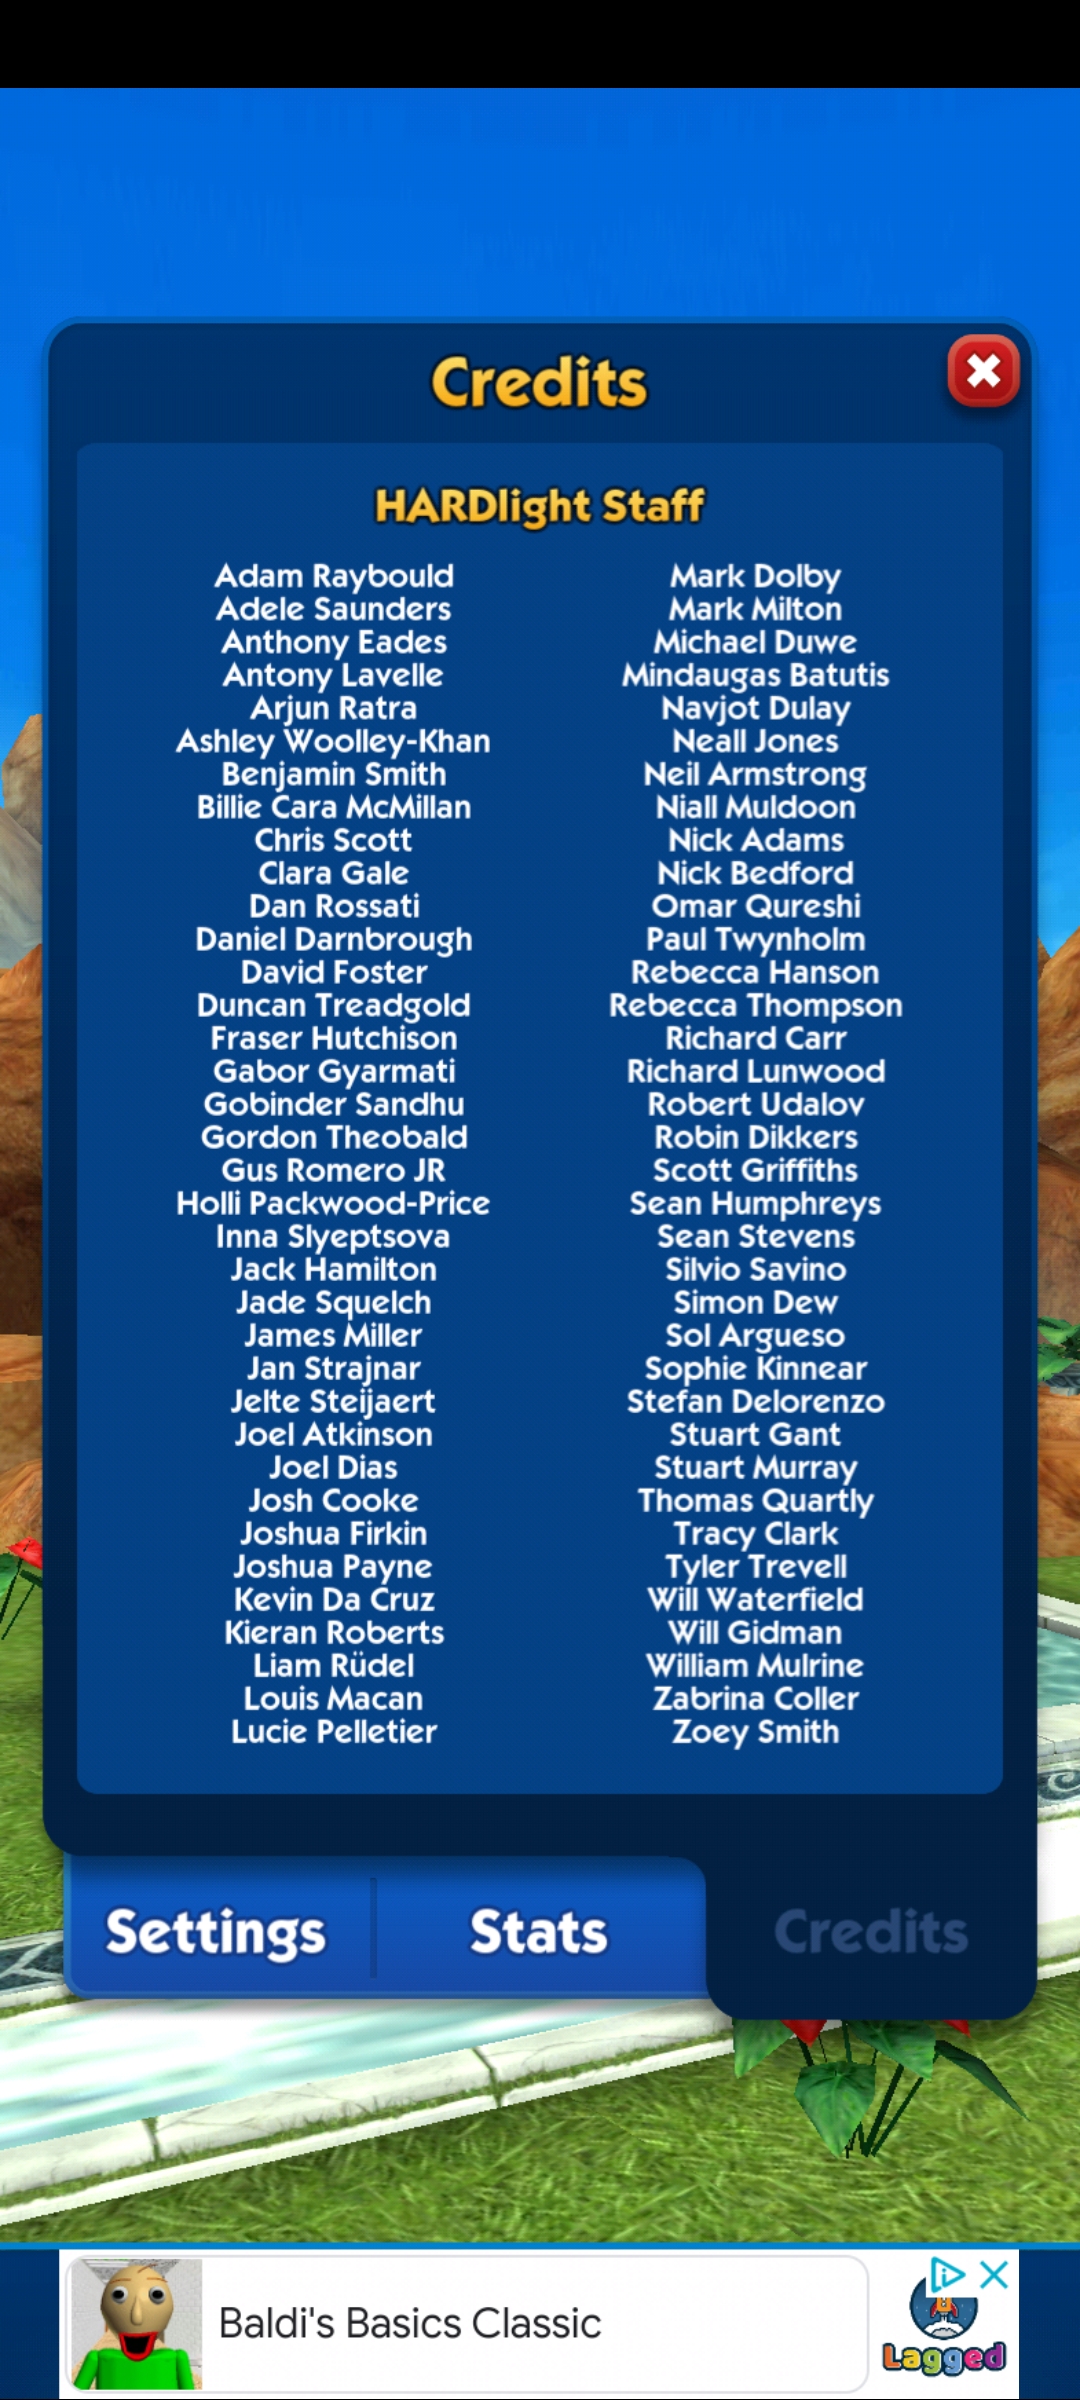 Credits
HARDlight Staff
Adam Raybould
Adele Saunders
Anthony Eades
Antony Lavelle
Arjun Ratra
Ashley Woolley-Khan
Benjamin Smith
Billie Cara McMillan
Chris Scott
Clara Gale
Dan Rossati
Daniel Darnbrough
David Foster
Duncan Treadgold
Fraser Hutchison
Gabor Gyarmati
Gobinder Sandhu
Gordon Theobald
Gus Romero JR
Holli Packwood-Price
Inna Slyeptsova
Jack Hamilton
Jade Squelch
James Miller
Jan Strajnar
Jelte Steijaert
Joel Atkinson
Joel Dias
Josh Cooke
Joshua Firkin
Joshua Payne
Kevin Da Cruz
Kieran Roberts
Liam Rüdel
Louis Macan
Lucie Pelletier
Mark Dolby
Mark Milton
Michael Duwe
Mindaugas Batutis
Navjot Dulay
Neall Jones
Neil Armstrong
Niall Muldoon
Nick Adams
Nick Bedford
Omar Qureshi
Paul Twynholm
Rebecca Hanson
Rebecca Thompson
Richard Carr
Richard Lunwood
Robert Udalov
Robin Dikkers
Scott Griffiths
Sean Humphreys
Sean Stevens
Silvio Savino
Simon Dew
Sol Argueso
Sophie Kinnear
Stefan Delorenzo
Stuart Gant
Stuart Murray
Thomas Quartly
Tracy Clark
Tyler Trevell
Will Waterfield
Will Gidman
William Mulrine
Zabrina Coller
Zoey Smith
Settings
Stats
Credits
Baldi's Basics Classic
Lagged